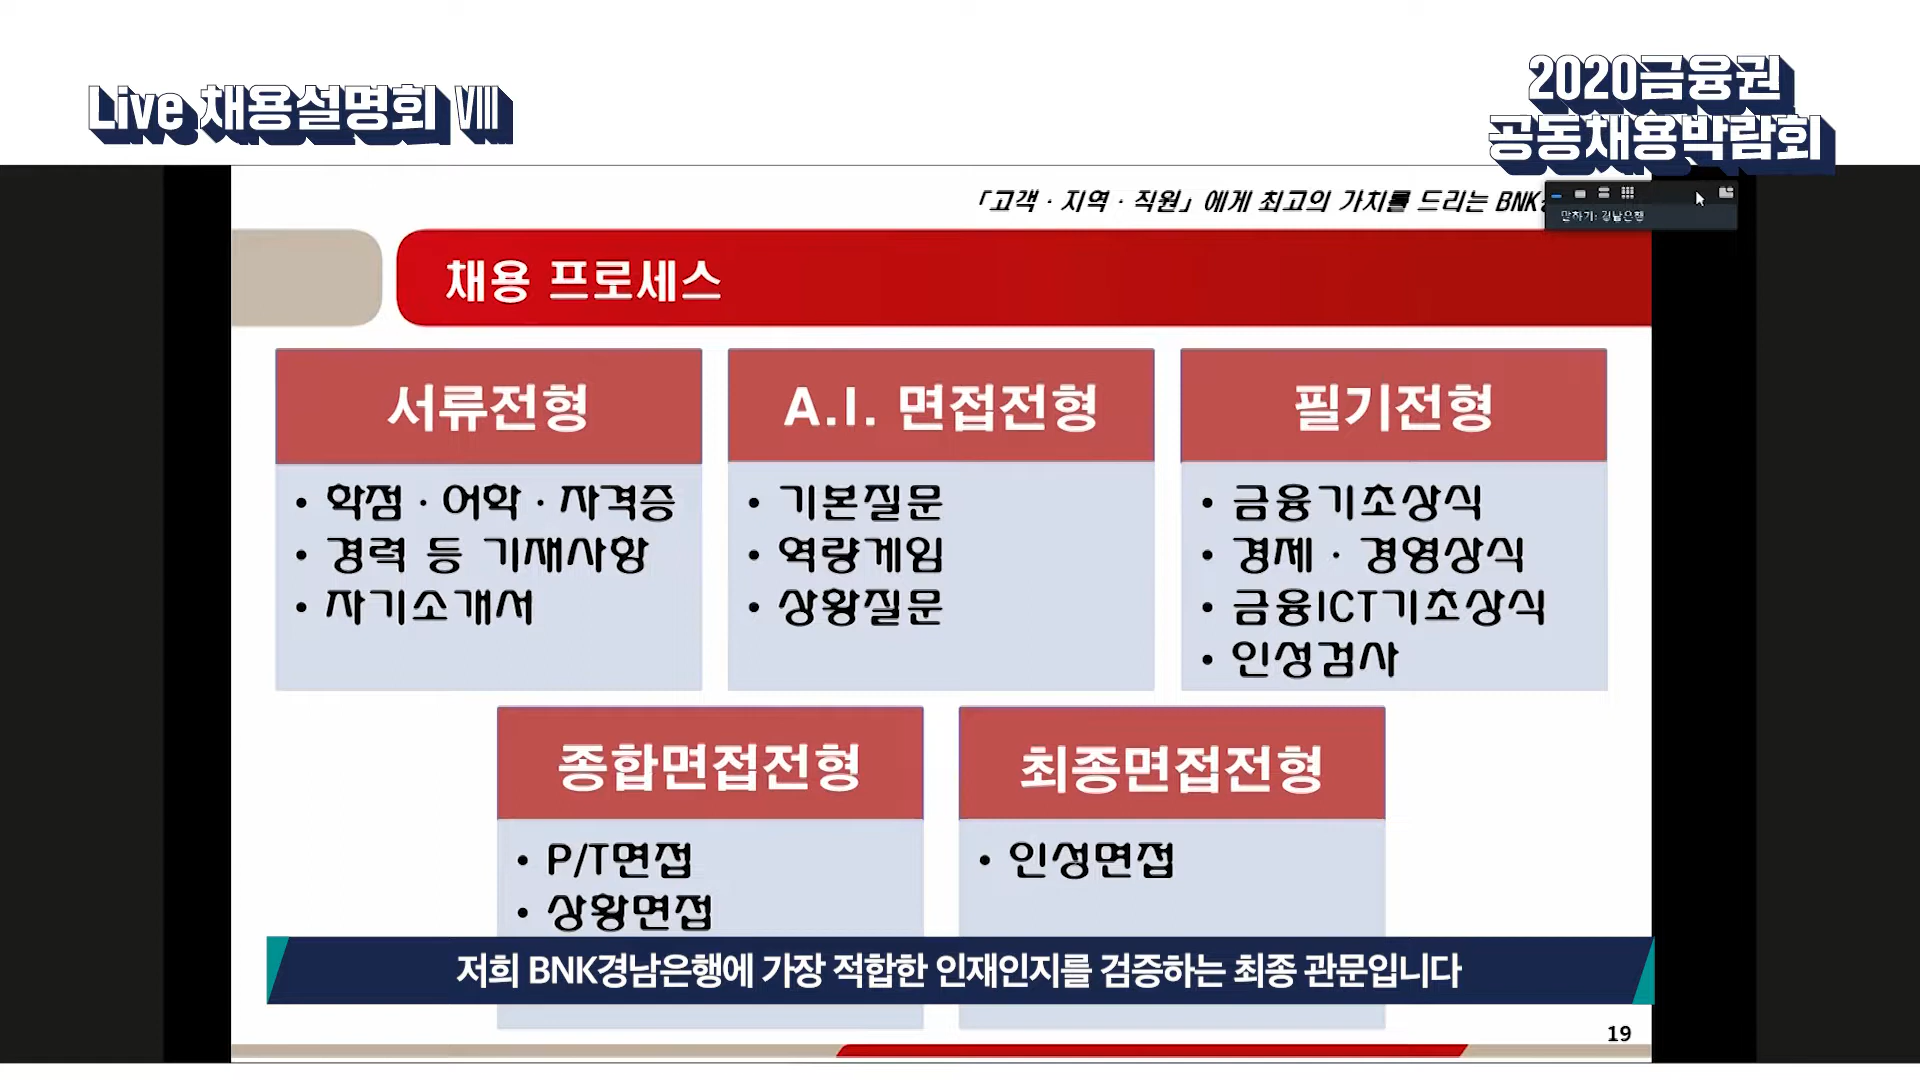 Live 채용설명회 Ⅷ
2020금융권
공동채용박람회
「고객 · 지역 · 직원」에게 최고의 가치를 드리는 BNK
말하기: 경남은행
채용 프로세스
서류전형
• 학점 · 어학 · 자격증
• 경력 등 기재사항
• 자기소개서
A.I. 면접전형
• 기본질문
• 역량게임
• 상황질문
필기전형
• 금융기초상식
• 경제 · 경영상식
• 금융ICT기초상식
• 인성검사
종합면접전형
• P/T면접
• 상황면접
최종면접전형
• 인성면접
저희 BNK경남은행에 가장 적합한 인재인지를 검증하는 최종 관문입니다
19